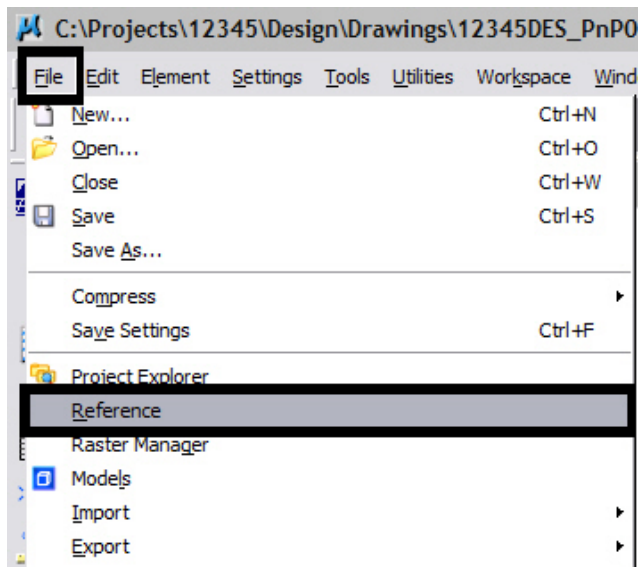 C:\Projects\12345\Design\Drawings\12345DES_PnP0
File Edit Element Settings Tools Utilities Workspace Wind
New... Ctrl+N
Open... Ctrl+O
Close Ctrl+W
Save Ctrl+S
Save As...
Compress
Save Settings Ctrl+F
Project Explorer
Reference
Raster Manager
Models
Import
Export